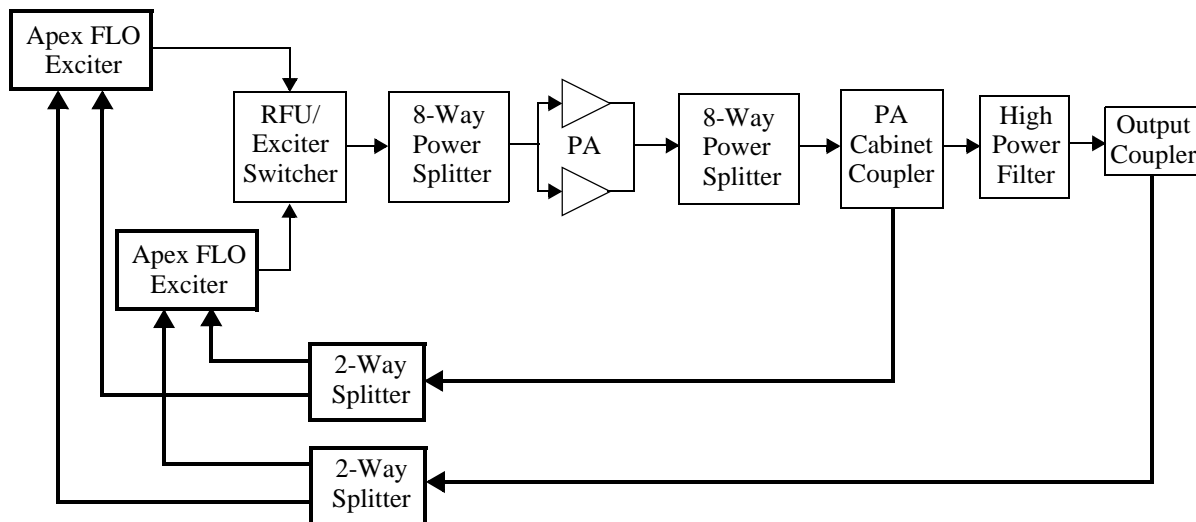 Apex FLO
Exciter
RFU/
Exciter
Switcher
8-Way
Power
Splitter
PA
8-Way
Power
Splitter
PA
Cabinet
Coupler
High
Power
Filter
Output
Coupler
Apex FLO
Exciter
2-Way
Splitter
2-Way
Splitter